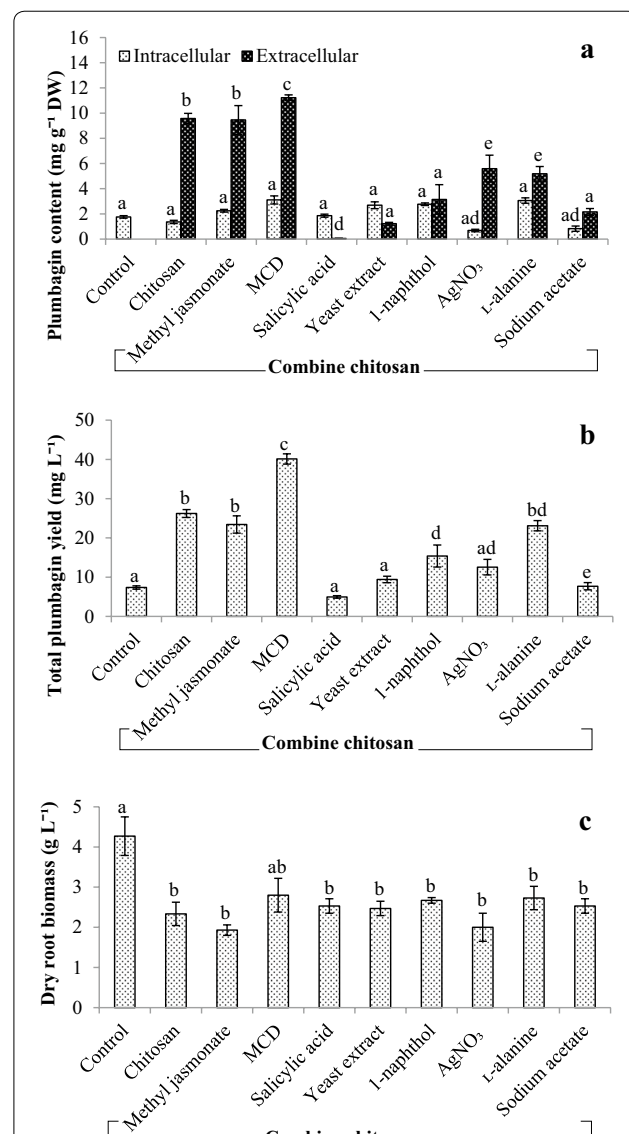 a
Intracellular Extracellular
Plumbagin content (mg g⁻¹ DW)
16
14
12
10
8
6
4
2
0
a a b a b a c a d a a a a ad e a e ad a
Control
Chitosan
Methyl jasmonate
MCD
Salicylic acid
Yeast extract
1-naphthol
AgNO₃
L-alanine
Sodium acetate
Combine chitosan
b
Total plumbagin yield (mg L⁻¹)
50
40
30
20
10
0
a b b c a a d ad bd e
Control
Chitosan
Methyl jasmonate
MCD
Salicylic acid
Yeast extract
1-naphthol
AgNO₃
L-alanine
Sodium acetate
Combine chitosan
c
Dry root biomass (g L⁻¹)
5
4
3
2
1
0
a b b ab b b b b b b
Control
Chitosan
Methyl jasmonate
MCD
Salicylic acid
Yeast extract
1-naphthol
AgNO₃
L-alanine
Sodium acetate